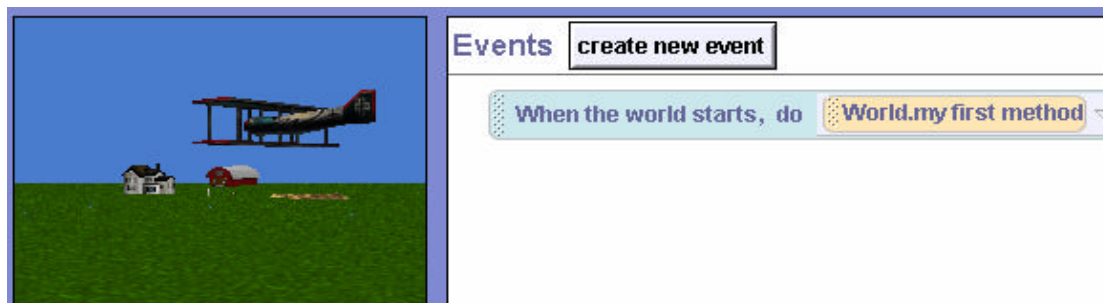 Events create new event
When the world starts, do World.my first method